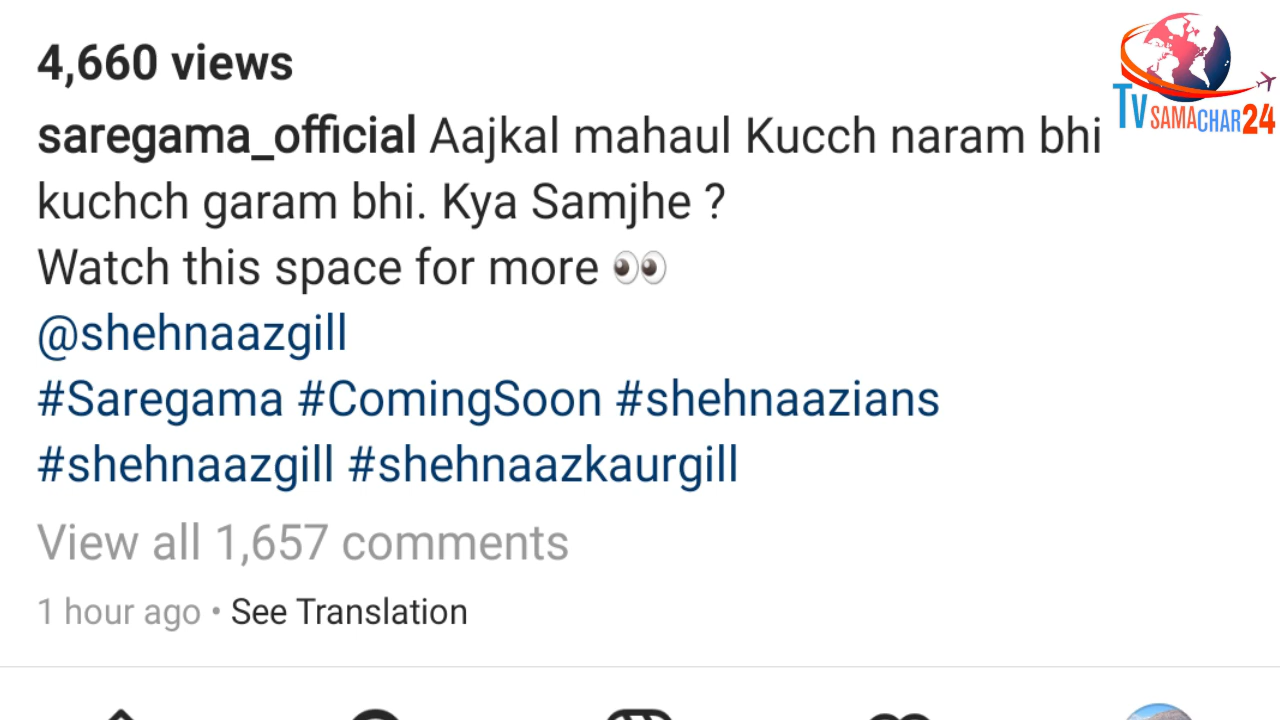 4,660 views
saregama_official Aajkal mahaul Kucch naram bhi
kuchch garam bhi. Kya Samjhe ?
Watch this space for more 👀
@shehnaazgill
#Saregama #ComingSoon #shehnaazians
#shehnaazgill #shehnaazkaurgill
View all 1,657 comments
1 hour ago • See Translation
TV SAMACHAR24